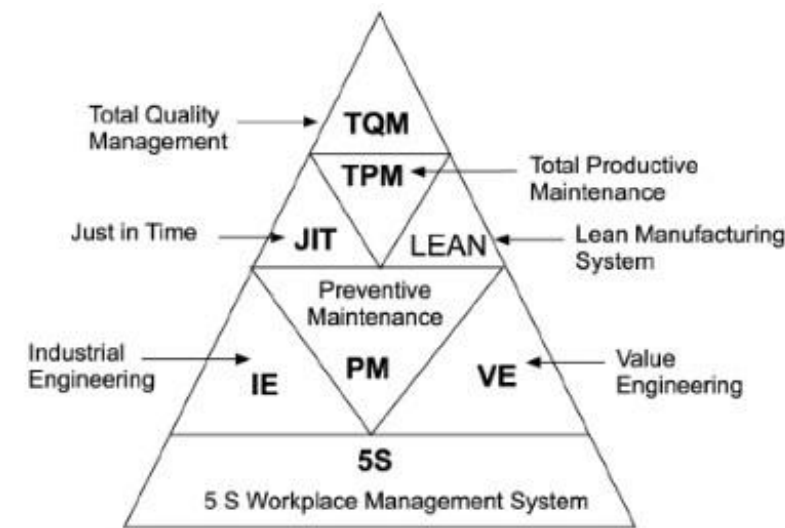 Total Quality
Management
TQM
TPM
Total Productive
Maintenance
Just in Time
JIT
LEAN
Lean Manufacturing
System
Preventive
Maintenance
Industrial
Engineering
IE
PM
VE
Value
Engineering
5S
5 S Workplace Management System